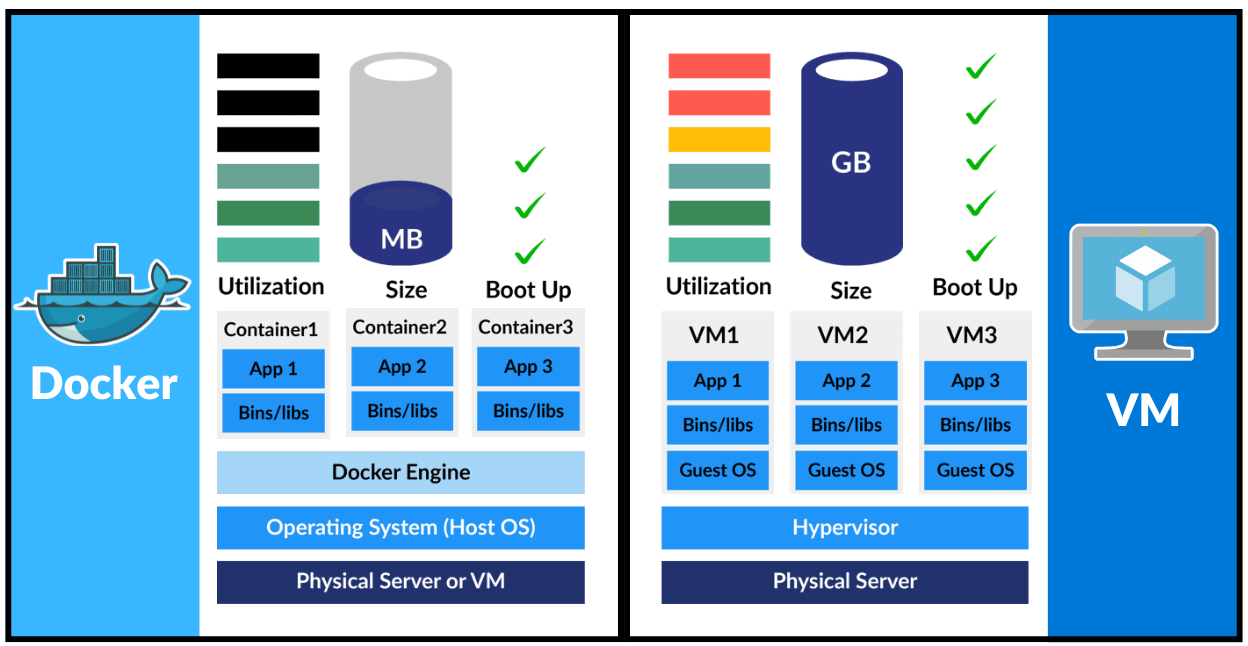 Docker
MB
Utilization
Size
Boot Up
Container1
Container2
Container3
App 1
App 2
App 3
Bins/libs
Bins/libs
Bins/libs
Docker Engine
Operating System (Host OS)
Physical Server or VM
GB
Utilization
Size
Boot Up
VM1
VM2
VM3
App 1
App 2
App 3
Bins/libs
Bins/libs
Bins/libs
Guest OS
Guest OS
Guest OS
Hypervisor
Physical Server
VM